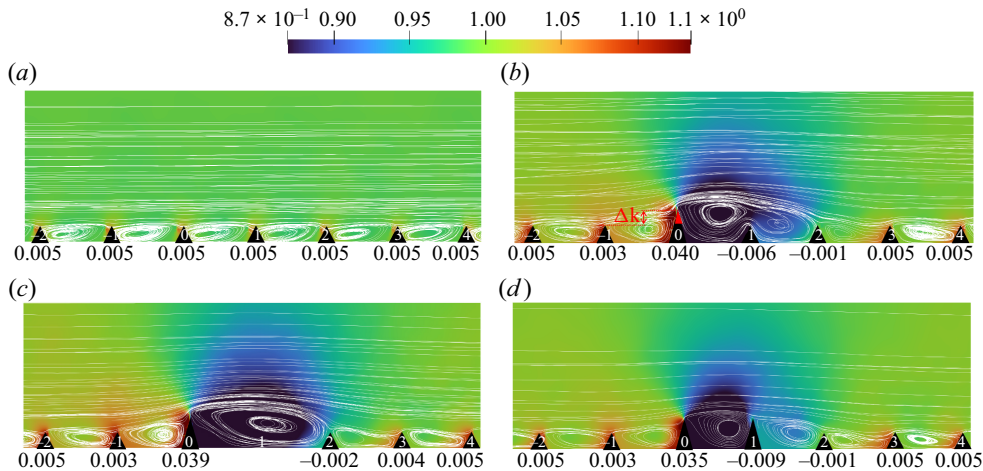 8.7 × 10⁻¹ 0.90 0.95 1.00 1.05 1.10 1.1 × 10⁰
(a) (b)
Δk
−2 −1 0 1 2 3 4 −2 −1 0 1 2 3 4
0.005 0.005 0.005 0.005 0.005 0.005 0.005 0.005 0.003 0.040 −0.006 −0.001 0.005 0.005
(c) (d)
−2 −1 0 1 2 3 4 −2 −1 0 1 2 3 4
0.005 0.003 0.039 −0.002 0.004 0.005 0.005 0.003 0.035 −0.009 −0.001 0.005 0.005